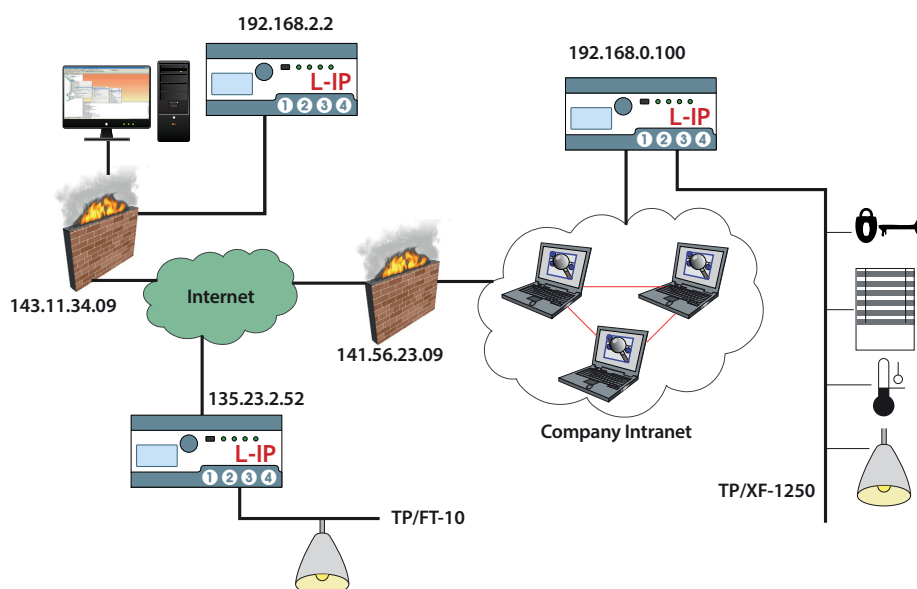 192.168.2.2
192.168.0.100
L-IP
1 2 3 4
L-IP
1 2 3 4
143.11.34.09
Internet
141.56.23.09
135.23.2.52
L-IP
1 2 3 4
Company Intranet
TP/XF-1250
TP/FT-10